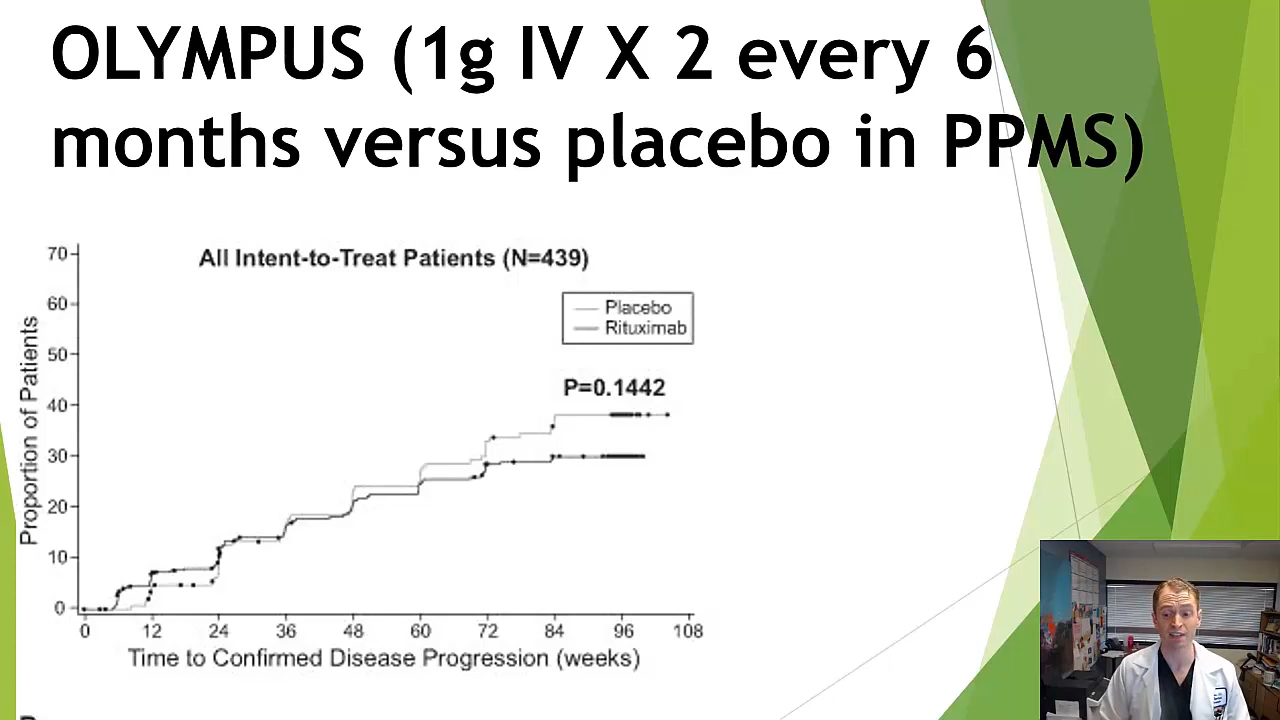 OLYMPUS (1g IV X 2 every 6
months versus placebo in PPMS)
All Intent-to-Treat Patients (N=439)
Placebo
Rituximab
P=0.1442
Proportion of Patients
70
60
50
40
30
20
10
0
0 12 24 36 48 60 72 84 96 108
Time to Confirmed Disease Progression (weeks)